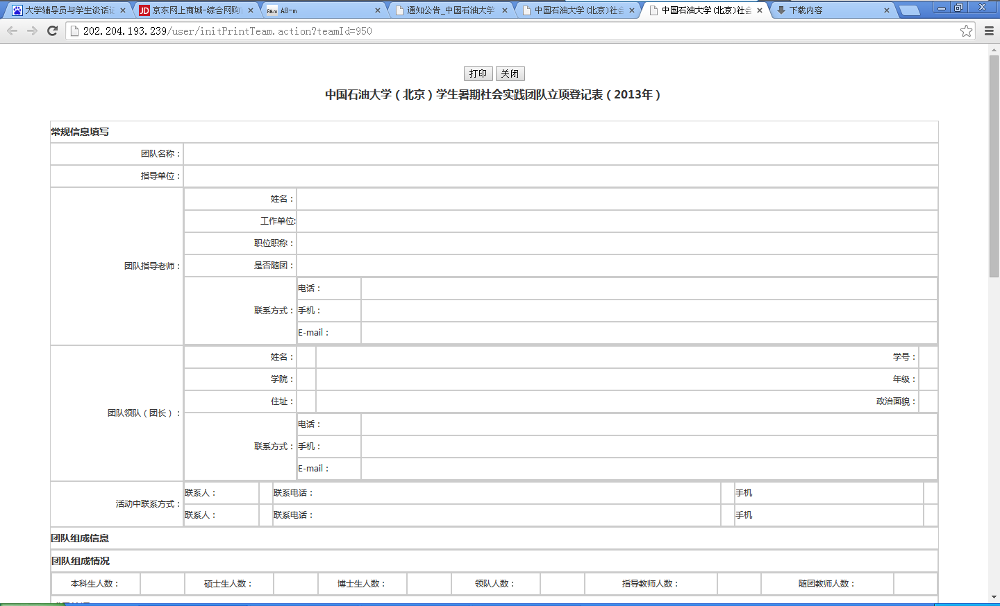 大学辅导员与学生谈话记
JD 京东网上商城-综合网购
A8-m A8-m
通知公告_中国石油大学
中国石油大学(北京)社会
中国石油大学(北京)社会
下载内容
202.204.193.239/user/initPrintTeam.action?teamId=950
打印 关闭
中国石油大学（北京）学生暑期社会实践团队立项登记表（2013年）
常规信息填写
团队名称：
指导单位：
团队指导老师：
姓名：
工作单位:
职位职称：
是否随团：
联系方式：
电话：
手机：
E-mail：
团队领队（团长）：
姓名： 学号：
学院： 年级：
住址： 政治面貌：
联系方式：
电话：
手机：
E-mail：
活动中联系方式：
联系人： 联系电话： 手机
联系人： 联系电话： 手机
团队组成信息
团队组成情况
本科生人数： 硕士生人数： 博士生人数： 领队人数： 指导教师人数： 随团教师人数：